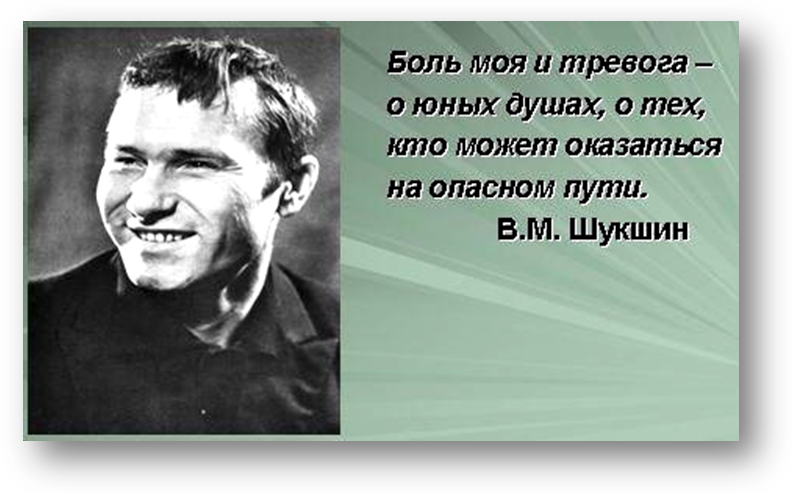 Боль моя и тревога –
о юных душах, о тех,
кто может оказаться
на опасном пути.
В.М. Шукшин